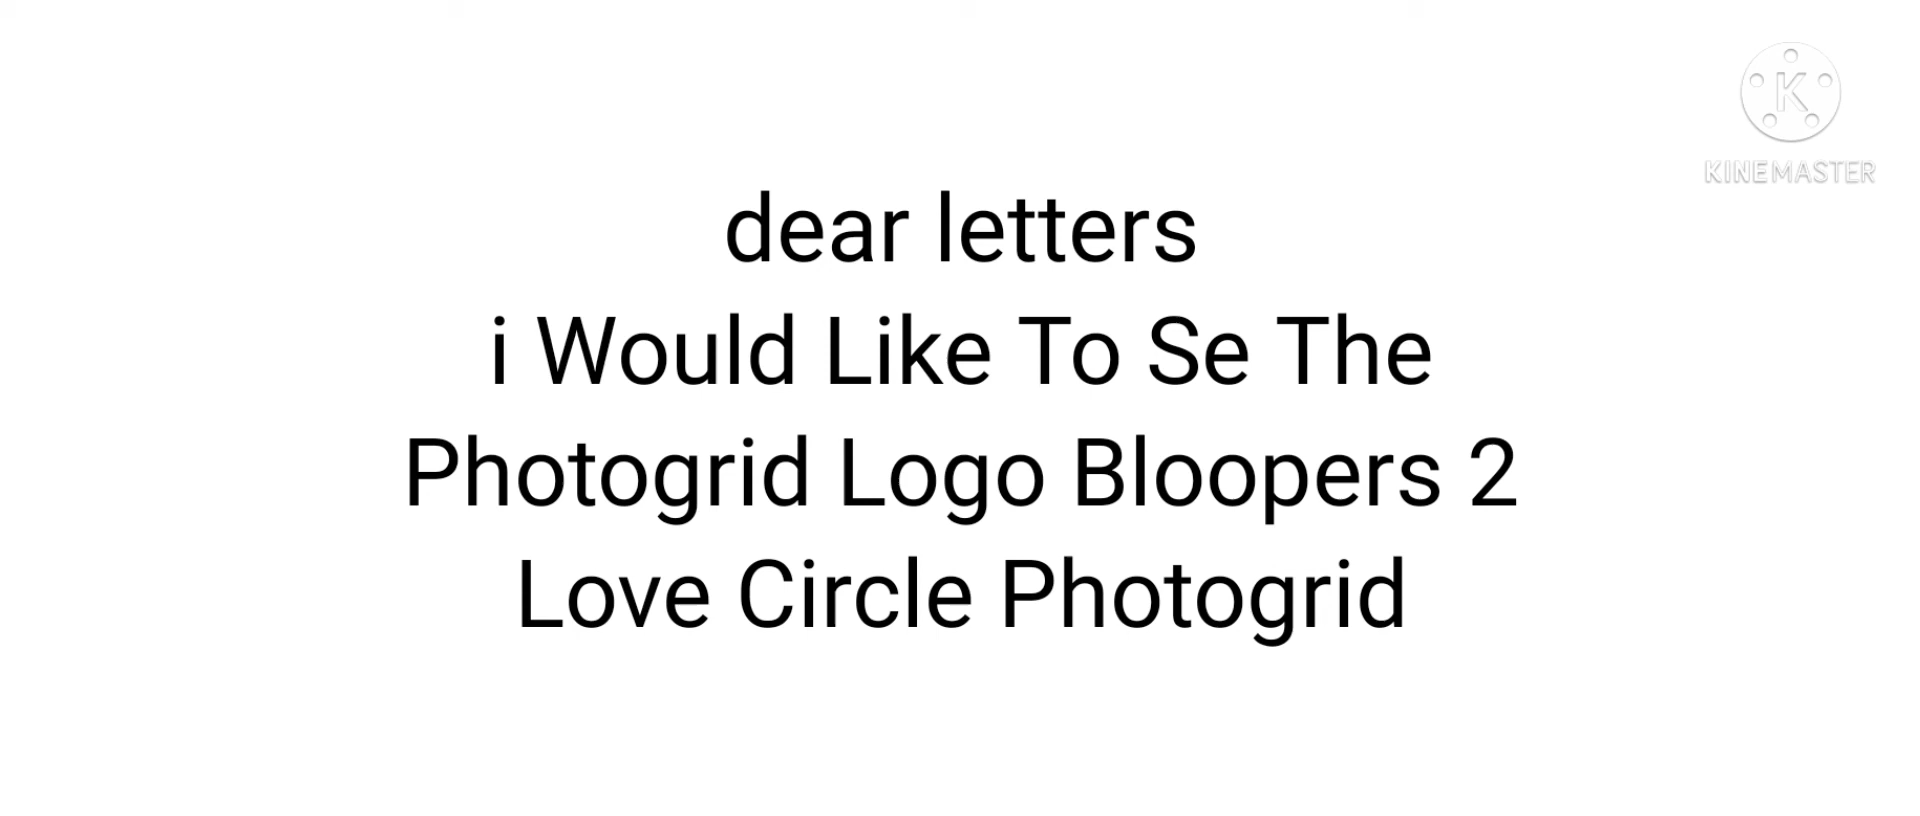 K
KINEMASTER
dear letters
i Would Like To Se The
Photogrid Logo Bloopers 2
Love Circle Photogrid